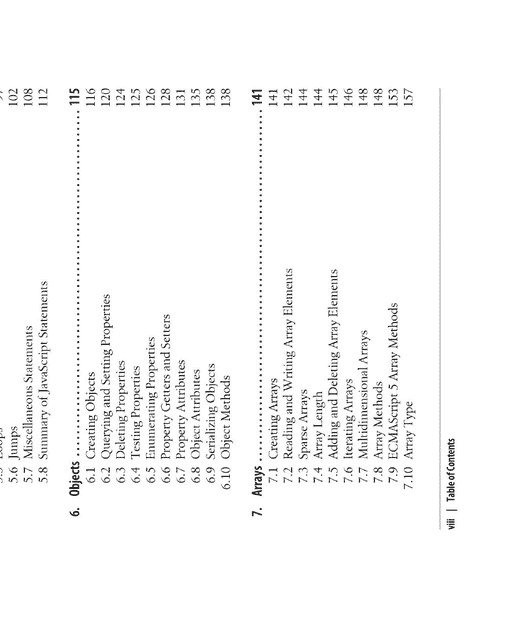 5.6 Jumps 102
5.7 Miscellaneous Statements 108
5.8 Summary of JavaScript Statements 112
6. Objects 115
6.1 Creating Objects 116
6.2 Querying and Setting Properties 120
6.3 Deleting Properties 124
6.4 Testing Properties 125
6.5 Enumerating Properties 126
6.6 Property Getters and Setters 128
6.7 Property Attributes 131
6.8 Object Attributes 135
6.9 Serializing Objects 138
6.10 Object Methods 138
7. Arrays 141
7.1 Creating Arrays 141
7.2 Reading and Writing Array Elements 142
7.3 Sparse Arrays 144
7.4 Array Length 144
7.5 Adding and Deleting Array Elements 145
7.6 Iterating Arrays 146
7.7 Multidimensional Arrays 148
7.8 Array Methods 148
7.9 ECMAScript 5 Array Methods 153
7.10 Array Type 157
viii | Table of Contents